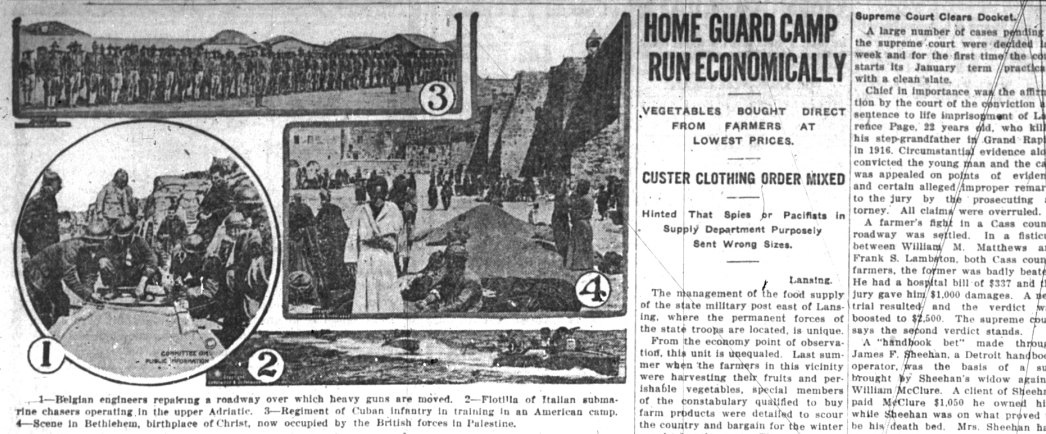 3
4
1
2
COMMITTEE ON
PUBLIC INFORMATION
1—Belgian engineers repairing a roadway over which heavy guns are moved. 2—Flotilla of Italian subma-
rine chasers operating in the upper Adriatic. 3—Regiment of Cuban infantry in training in an American camp.
4—Scene in Bethlehem, birthplace of Christ, now occupied by the British forces in Palestine.
HOME GUARD CAMP
RUN ECONOMICALLY
VEGETABLES BOUGHT DIRECT
FROM FARMERS AT
LOWEST PRICES.
CUSTER CLOTHING ORDER MIXED
Hinted That Spies or Pacifists in
Supply Department Purposely
Sent Wrong Sizes.
Lansing.
The management of the food supply
of the state military post east of Lans-
ing, where the permanent forces of
the state troops are located, is unique.
From the economy point of observa-
tion, this unit is unequaled. Last sum-
mer when the farmers in this vicinity
were harvesting their fruits and per-
ishable vegetables, special members
of the constabulary qualified to buy
farm products were detailed to scour
the country and bargain for the winter
Supreme Court Clears Docket.
A large number of cases pending
the supreme court were decided
week and for the first time the
starts its January term
with a clean slate.
Chief in importance was the
tion by the court of the conviction
sentence to life imprisonment of
rence Page, 22 years old, who
his step-grandfather in Grand
in 1916. Circumstantial evidence
convicted the young man and the
was appealed on points of
and certain alleged improper
to the jury by the prosecuting
torney. All claims were overruled.
A farmer's fight in a Cass
roadway was settled. In a
between William M. Matthews
Frank S. Lambston, both Cass
farmers, the former was badly
He had a hospital bill of $337 and
jury gave him $1,000 damages. A
trial resulted and the verdict
boosted to $2,500. The supreme
says the second verdict stands.
A "handbook bet" made
James F. Sheehan, a Detroit
operator, was the basis of a
brought by Sheehan's widow
William McClure. A client of
paid McClure $1,050 he owned
while Sheehan was on what proved
be his death bed. Mrs. Sheehan